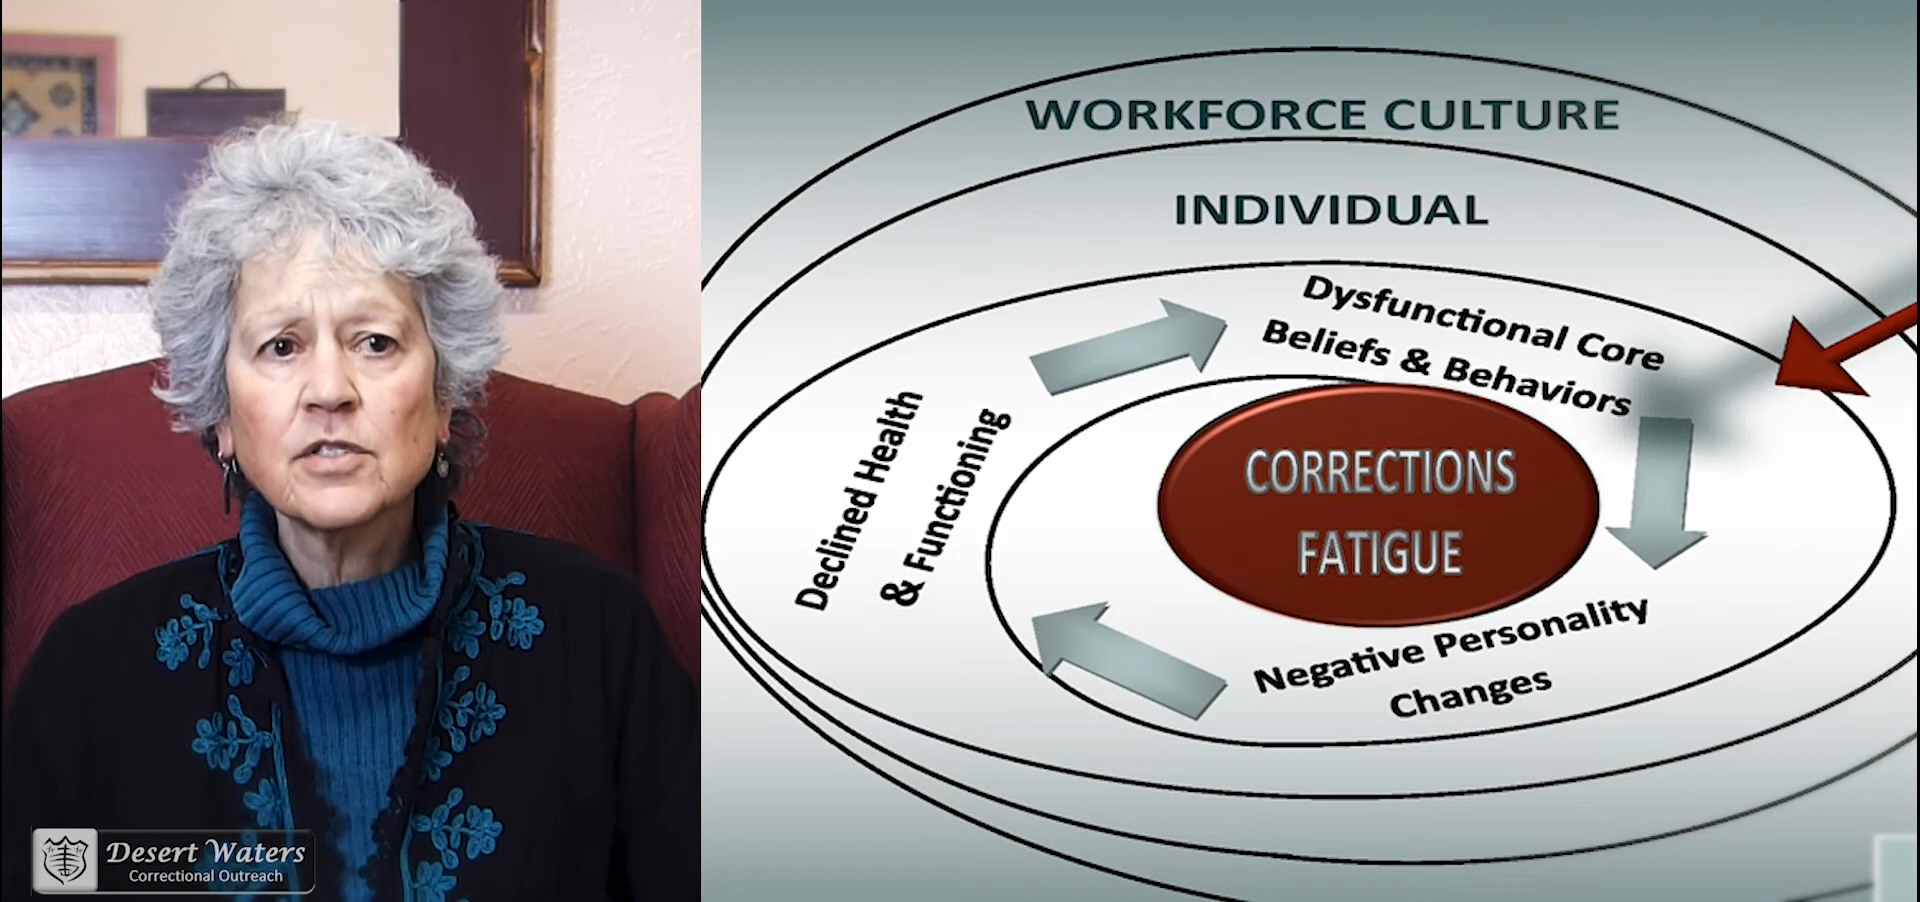 Desert Waters
Correctional Outreach
WORKFORCE CULTURE
INDIVIDUAL
Dysfunctional Core
Beliefs & Behaviors
Declined Health
& Functioning
CORRECTIONS
FATIGUE
Negative Personality
Changes